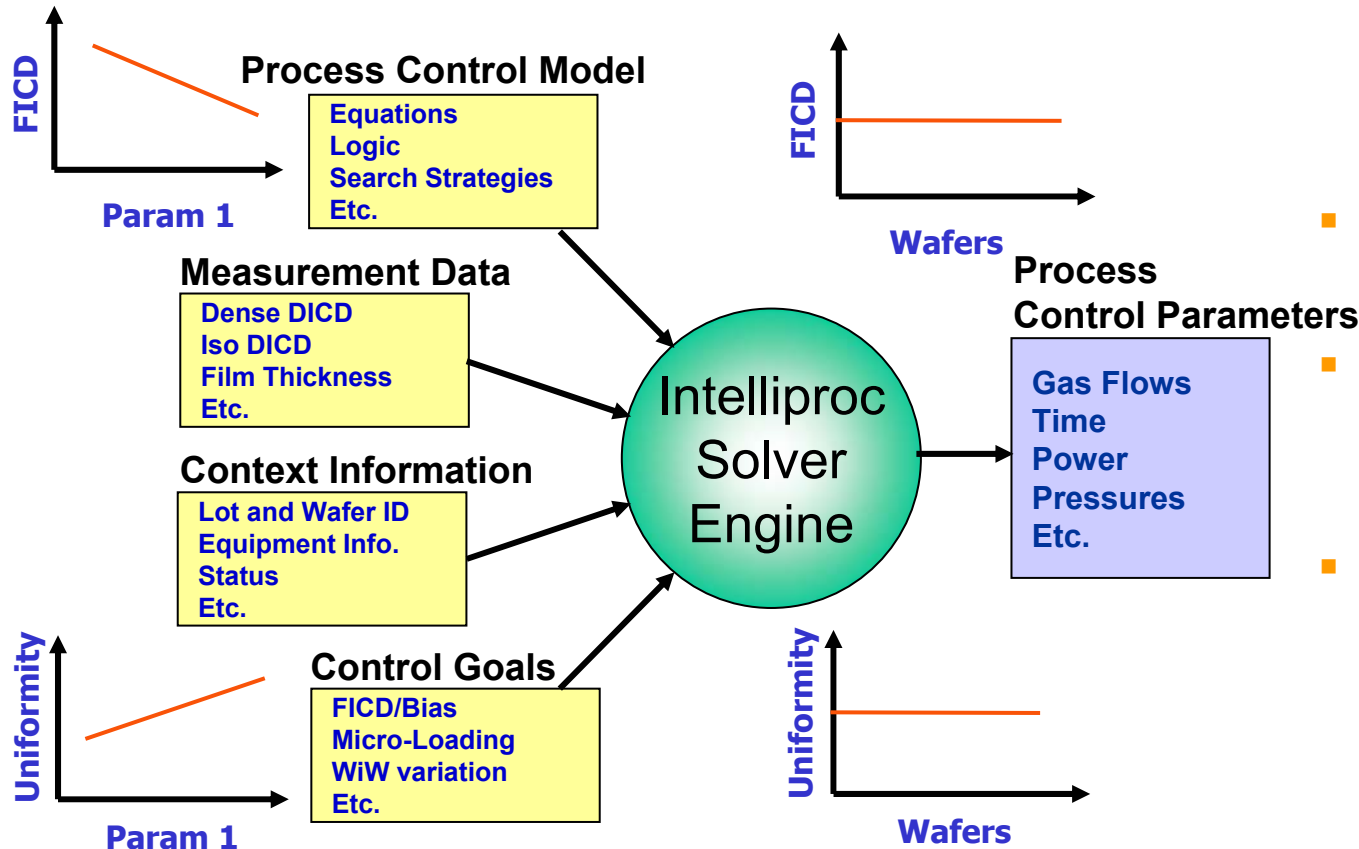 FICD
Param 1
Process Control Model
Equations
Logic
Search Strategies
Etc.
Measurement Data
Dense DICD
Iso DICD
Film Thickness
Etc.
Context Information
Lot and Wafer ID
Equipment Info.
Status
Etc.
Uniformity
Param 1
Control Goals
FICD/Bias
Micro-Loading
WiW variation
Etc.
Intelliproc
Solver
Engine
FICD
Wafers
Process
Control Parameters
Gas Flows
Time
Power
Pressures
Etc.
Uniformity
Wafers